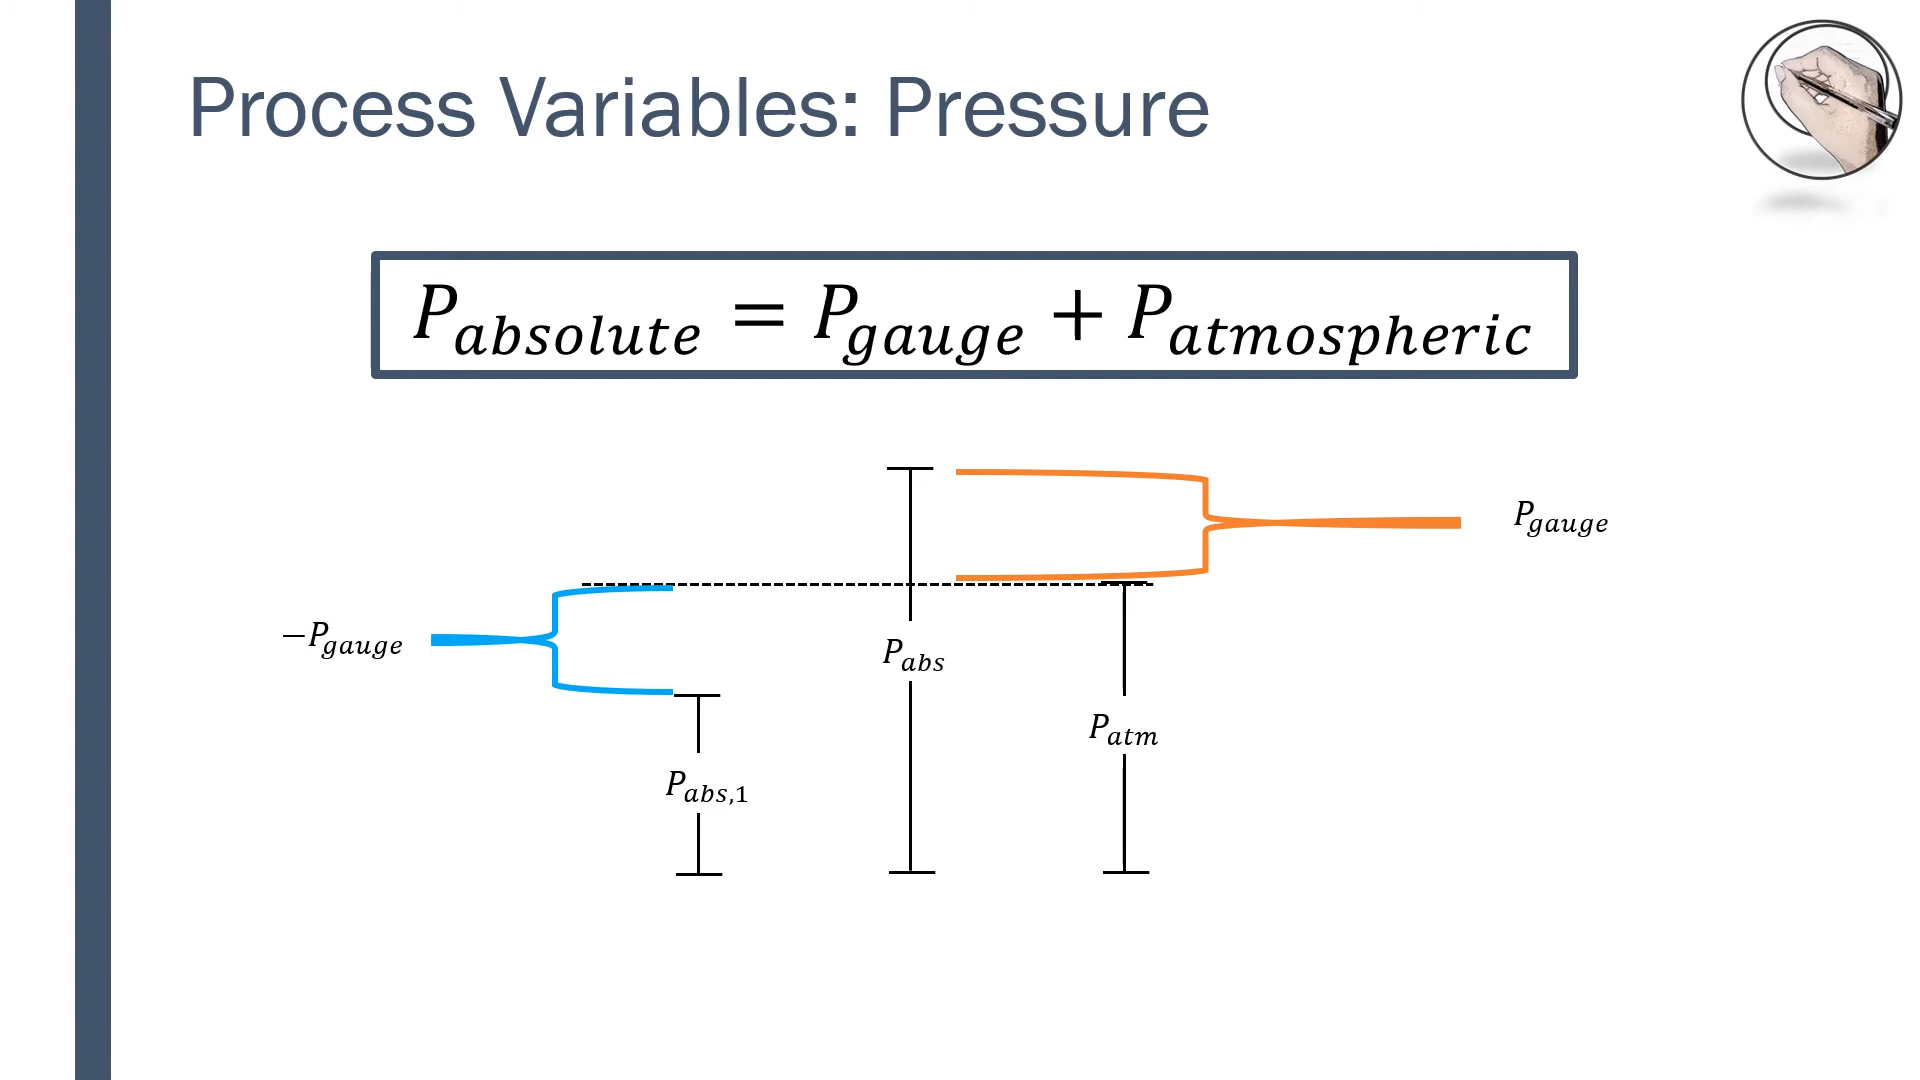 Process Variables: Pressure
P_absolute = P_gauge + P_atmospheric
P_gauge
−P_gauge
P_abs
P_atm
P_abs,1